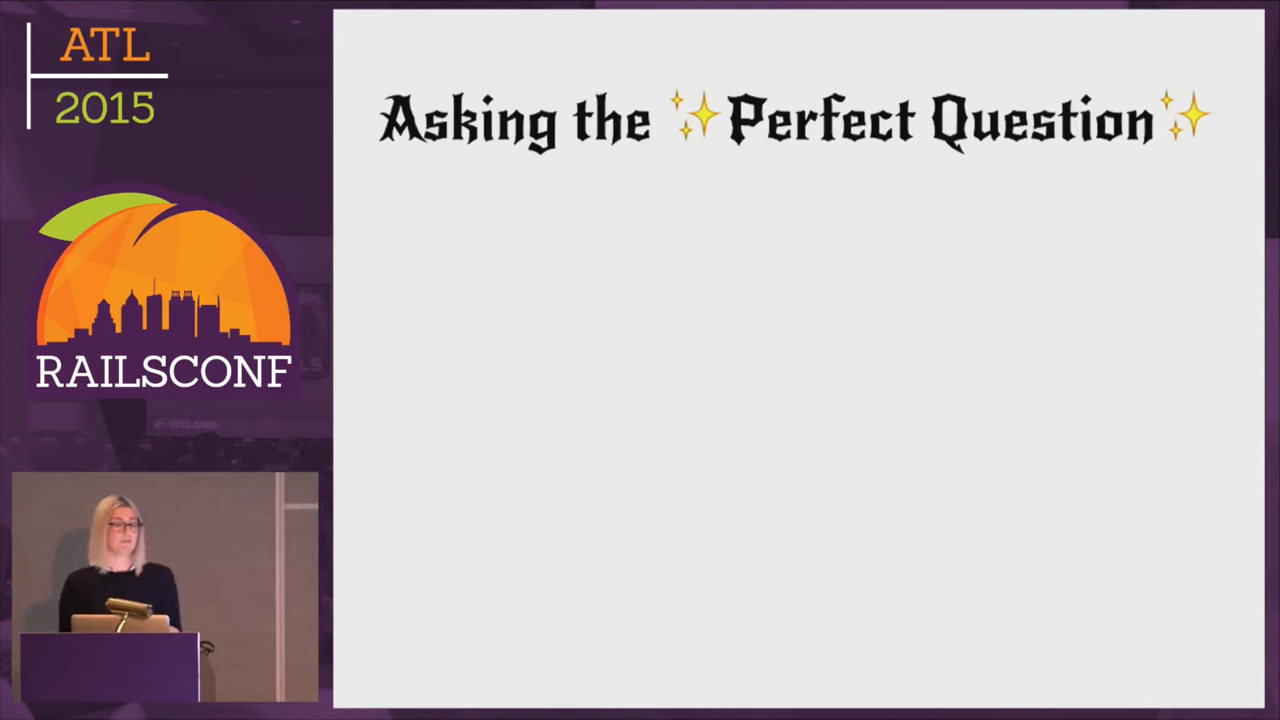 ATL
2015
RAILSCONF
Asking the ✨Perfect Question✨